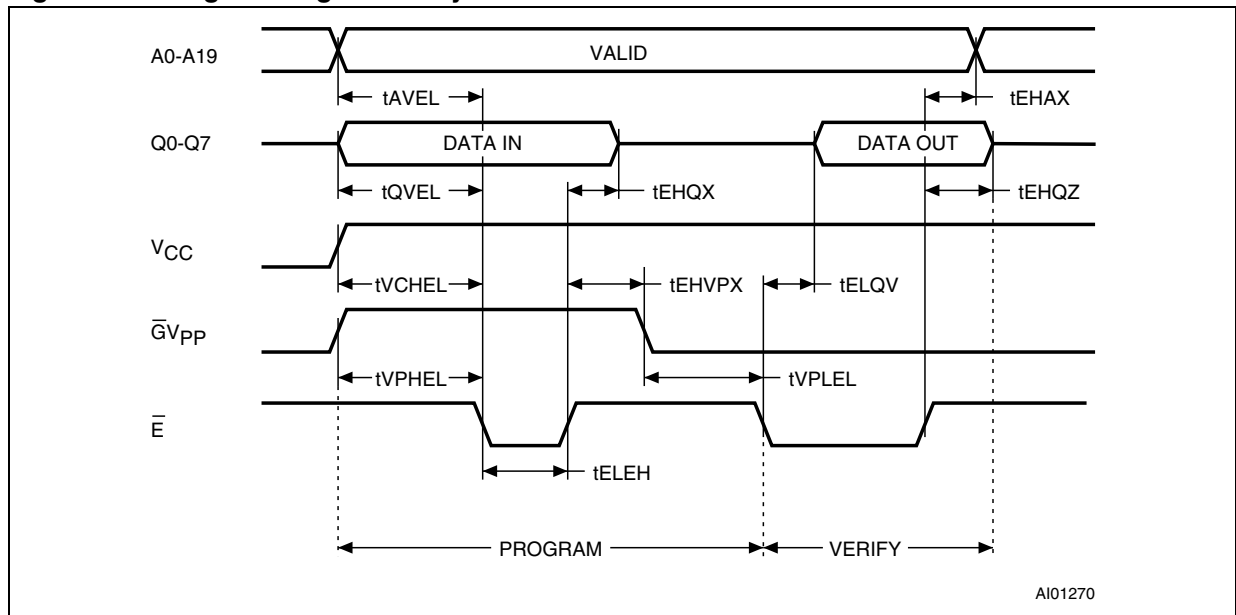 A0-A19
VALID
tAVEL
tEHAX
Q0-Q7
DATA IN
DATA OUT
tQVEL
tEHQX
tEHQZ
VCC
tVCHEL
tEHVPX
tELQV
G̅VPP
tVPHEL
tVPLEL
E̅
tELEH
PROGRAM
VERIFY
AI01270